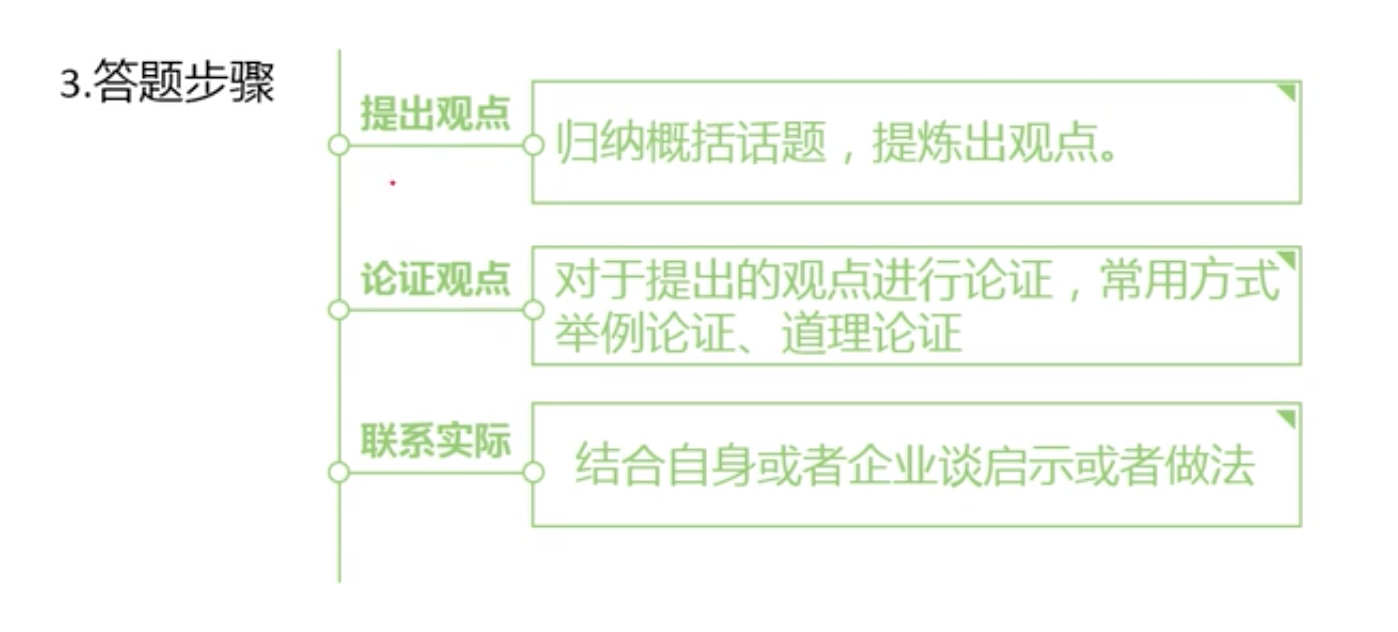 3.答题步骤
提出观点
归纳概括话题，提炼出观点。
论证观点
对于提出的观点进行论证，常用方式
举例论证、道理论证
联系实际
结合自身或者企业谈启示或者做法